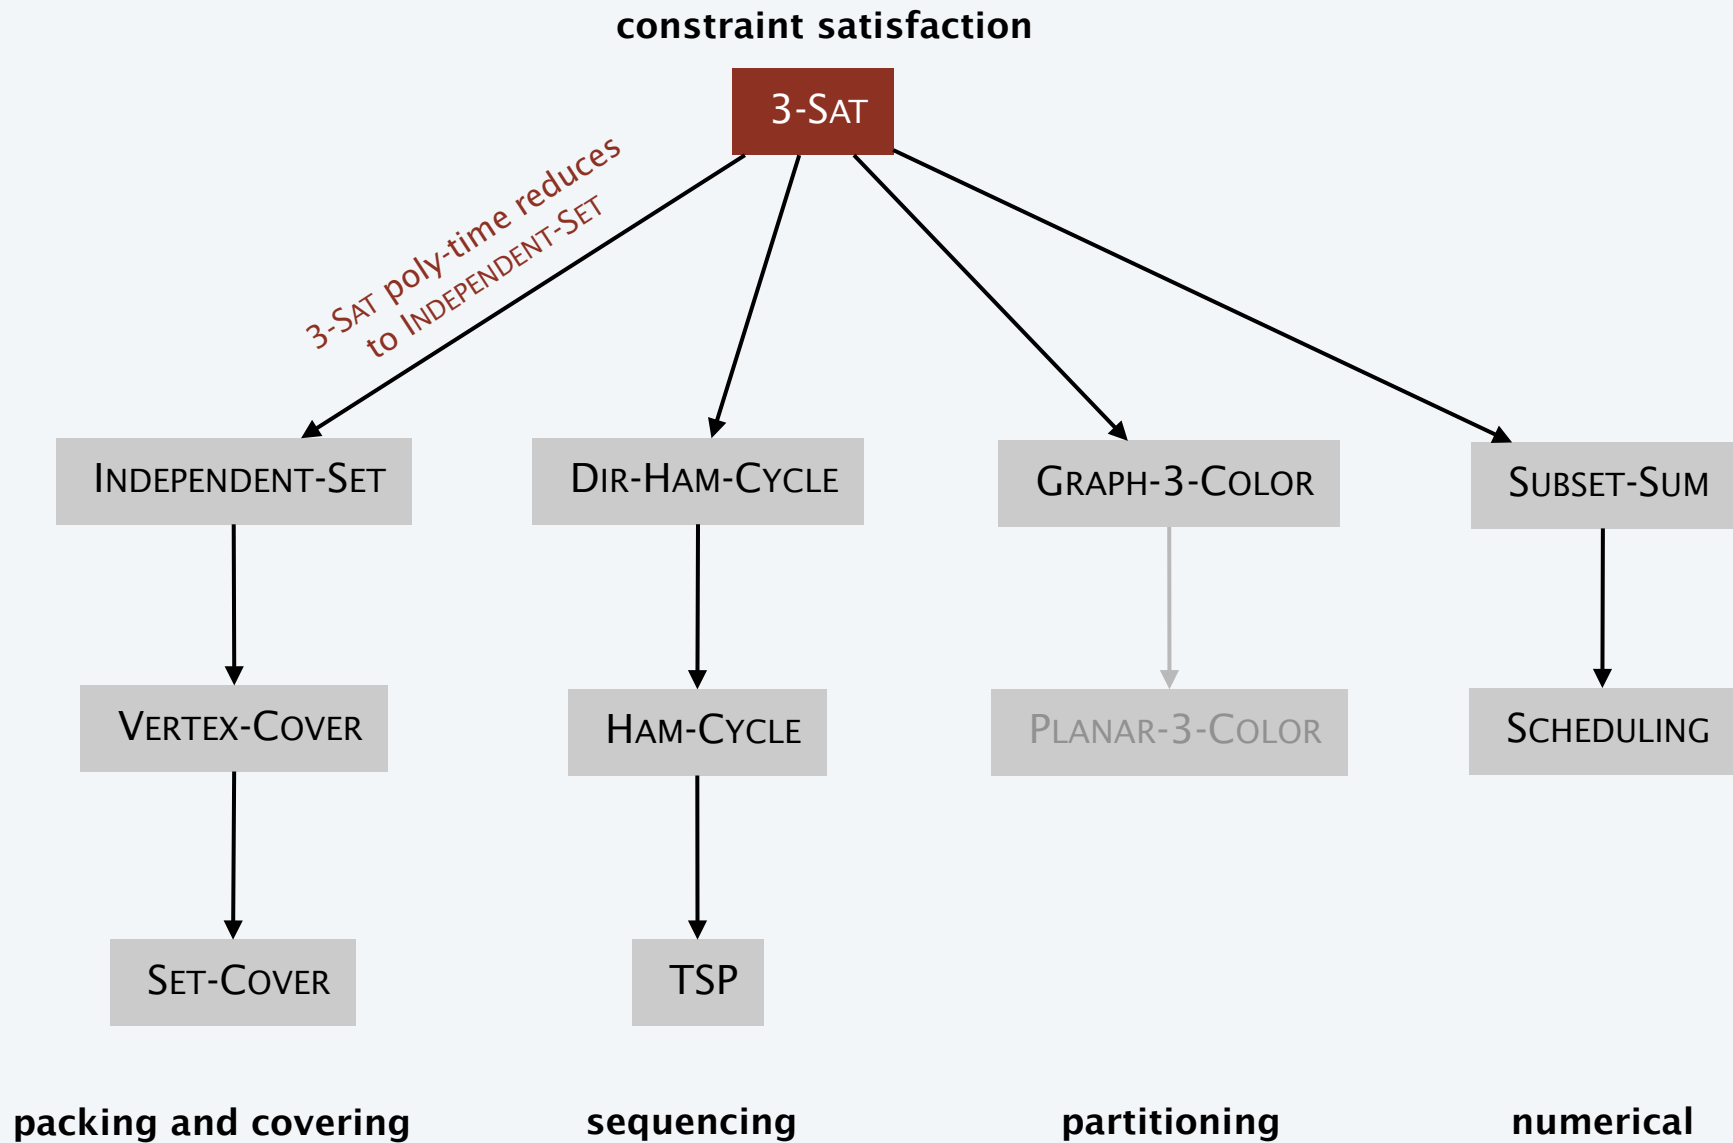 constraint satisfaction
3-SAT
3-SAT poly-time reduces
to INDEPENDENT-SET
INDEPENDENT-SET
DIR-HAM-CYCLE
GRAPH-3-COLOR
SUBSET-SUM
VERTEX-COVER
HAM-CYCLE
PLANAR-3-COLOR
SCHEDULING
SET-COVER
TSP
packing and covering
sequencing
partitioning
numerical